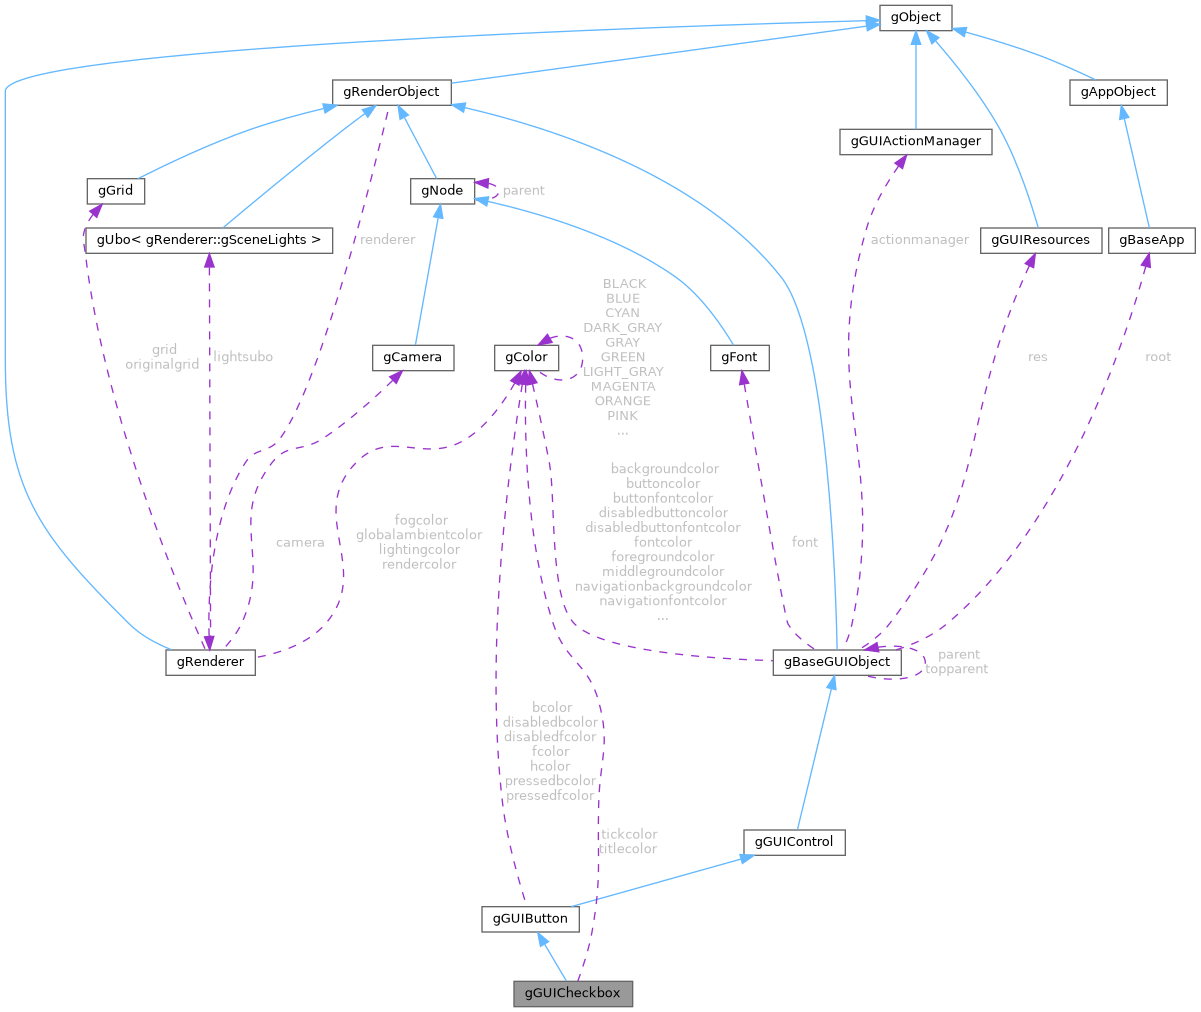 gObject
gRenderObject
gAppObject
gGUIActionManager
gGrid
gNode
parent
gUbo< gRenderer::gSceneLights >
renderer
actionmanager
gGUIResources
gBaseApp
BLACK
BLUE
CYAN
DARK_GRAY
GRAY
GREEN
LIGHT_GRAY
MAGENTA
ORANGE
PINK
...
grid
originalgrid
lightsubo
gCamera
gColor
gFont
res
root
backgroundcolor
buttoncolor
buttonfontcolor
disabledbuttoncolor
disabledbuttonfontcolor
fontcolor
foregroundcolor
middlegroundcolor
navigationbackgroundcolor
navigationfontcolor
...
camera
fogcolor
globalambientcolor
lightingcolor
rendercolor
font
gRenderer
gBaseGUIObject
parent
topparent
bcolor
disabledbcolor
disabledfcolor
fcolor
hcolor
pressedbcolor
pressedfcolor
tickcolor
titlecolor
gGUIControl
gGUIButton
gGUICheckbox